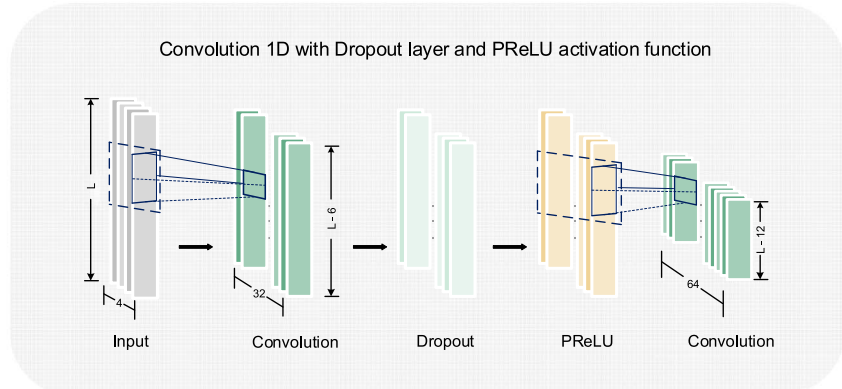 Convolution 1D with Dropout layer and PReLU activation function
L
4
Input
32
L - 6
Convolution
Dropout
PReLU
64
L - 12
Convolution